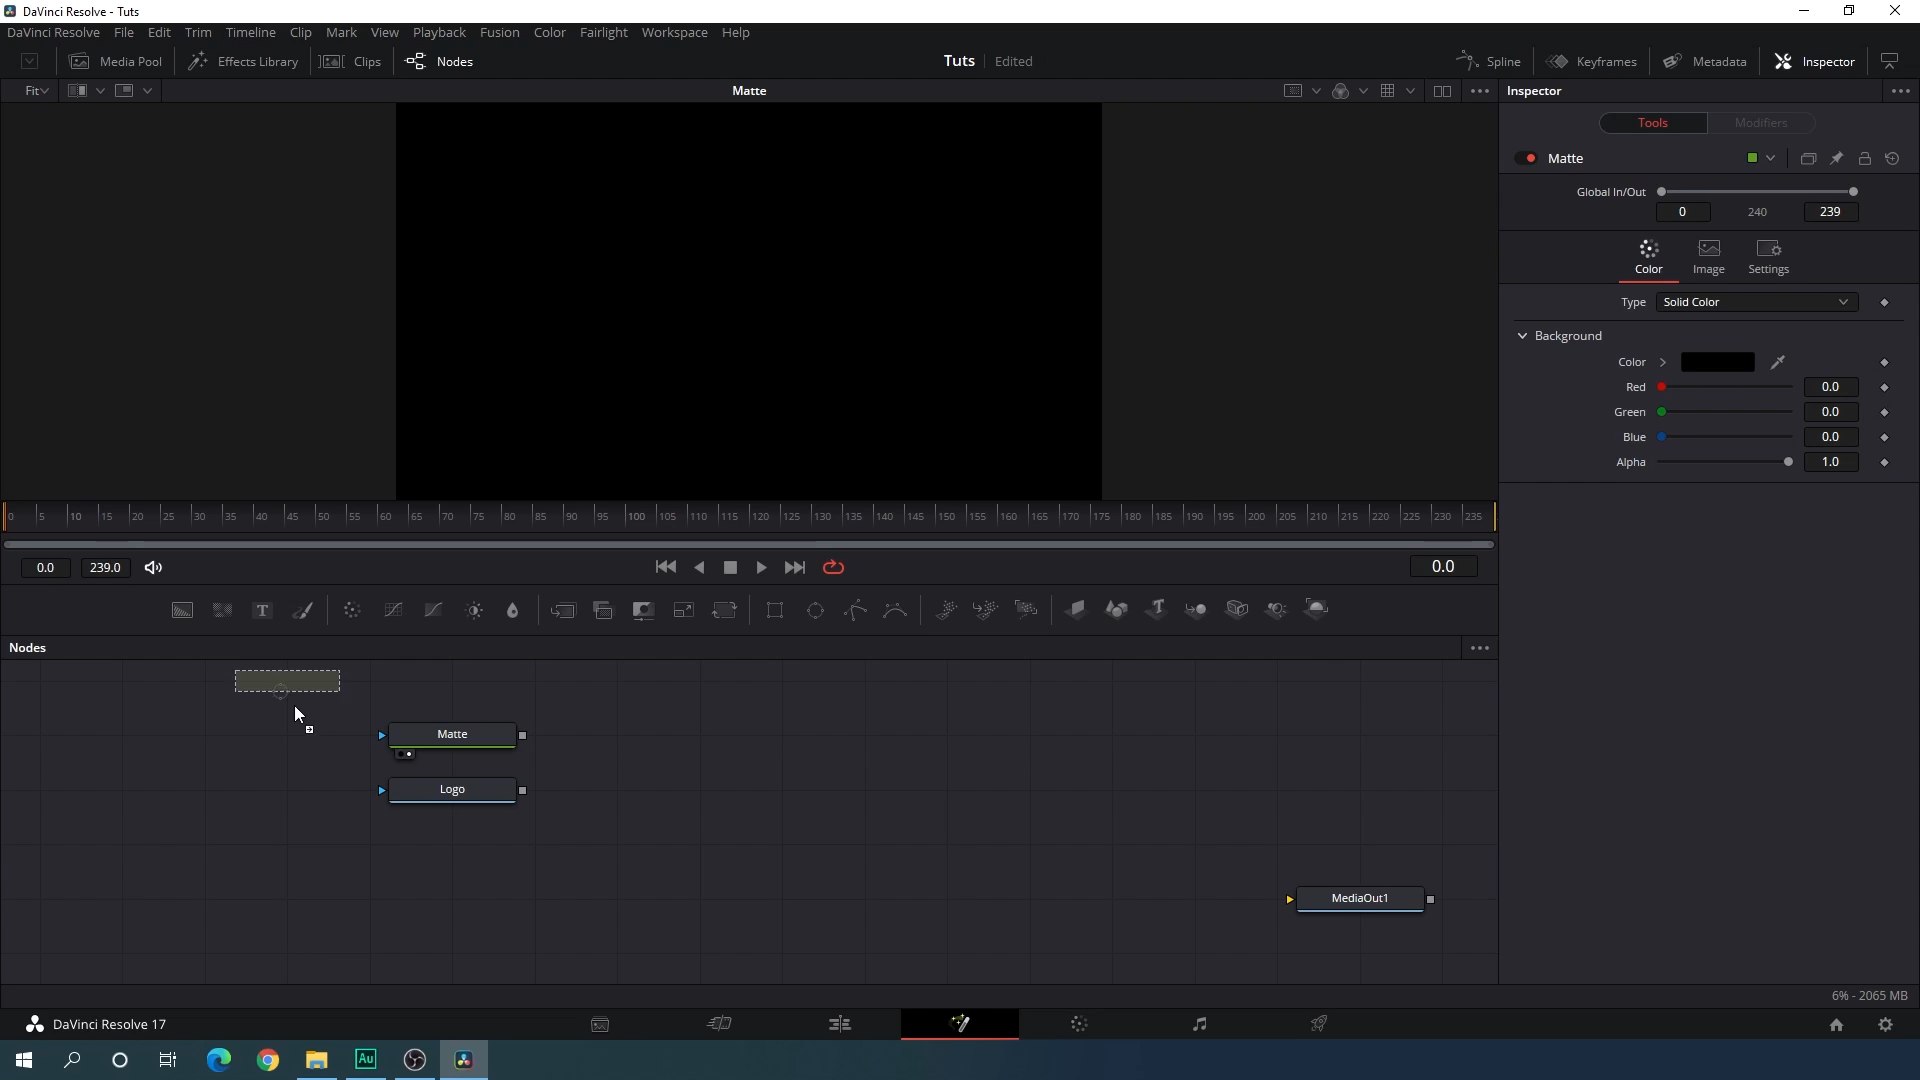 DaVinci Resolve - Tuts
DaVinci Resolve File Edit Trim Timeline Clip Mark View Playback Fusion Color Fairlight Workspace Help
Media Pool Effects Library Clips Nodes Tuts Edited Spline Keyframes Metadata Inspector
Fit Matte Inspector
Tools Modifiers
Matte
Global In/Out
0 240 239
Color Image Settings
Type Solid Color
Background
Color
Red 0.0
Green 0.0
Blue 0.0
Alpha 1.0
0 5 10 15 20 25 30 35 40 45 50 55 60 65 70 75 80 85 90 95 100 105 110 115 120 125 130 135 140 145 150 155 160 165 170 175 180 185 190 195 200 205 210 215 220 225 230 235
0.0 239.0 0.0
T T
Nodes
Matte
Logo
MediaOut1
6% - 2065 MB
DaVinci Resolve 17
Au